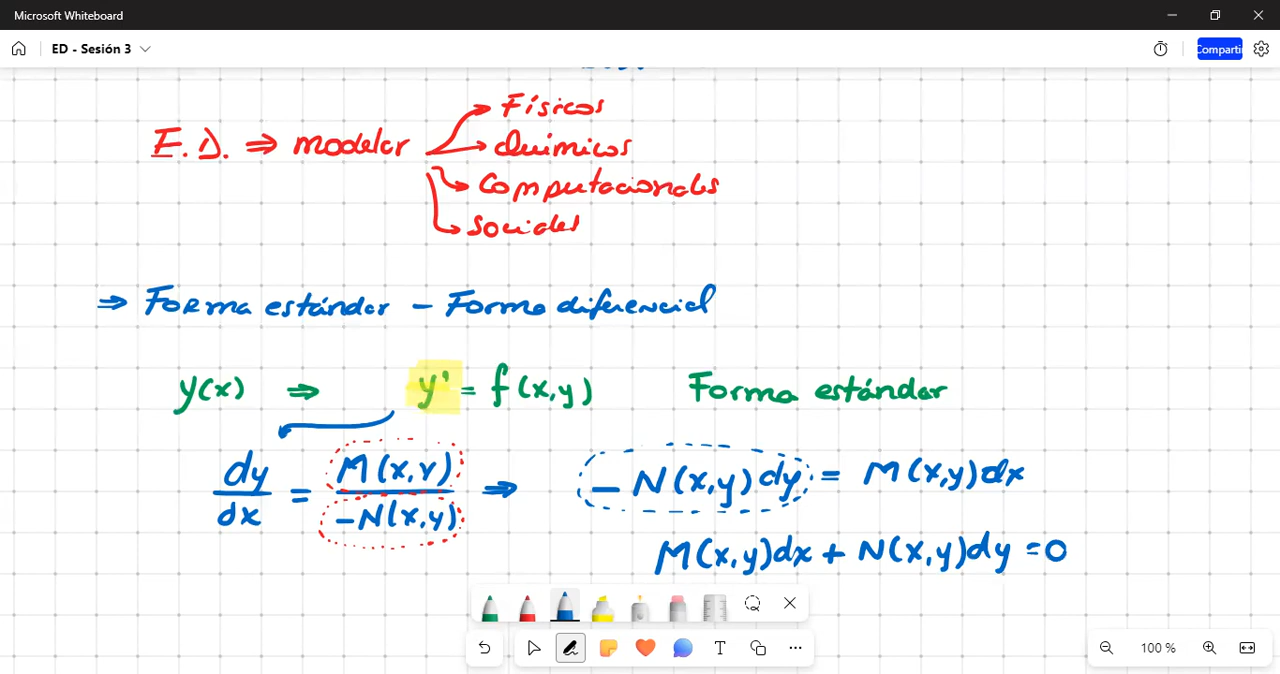 Microsoft Whiteboard
ED - Sesión 3
Comparti
E.D. ⇒ modelar
Físicos
Químicos
Computacionales
Sociales
⇒ Forma estándar - Forma diferencial
y(x) ⇒ y' = f(x,y) Forma estándar
dy/dx = M(x,y)/-N(x,y) ⇒ -N(x,y)dy = M(x,y)dx
M(x,y)dx + N(x,y)dy = 0
100 %